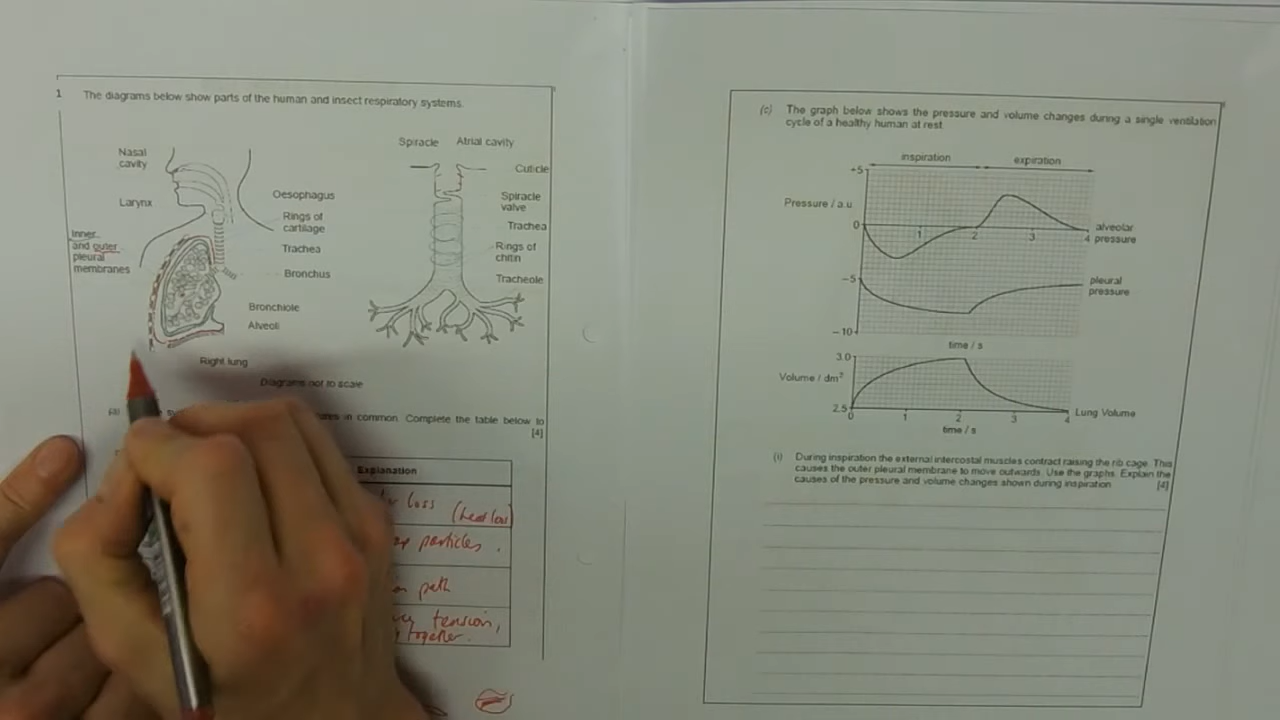 1 The diagrams below show parts of the human and insect respiratory systems.
Nasal
cavity
Larynx
Inner
and outer
pleural
membranes
Oesophagus
Rings of
cartilage
Trachea
Bronchus
Bronchiole
Alveoli
Right lung
Spiracle Atrial cavity
Cuticle
Spiracle
valve
Trachea
Rings of
chitin
Tracheole
Diagrams not to scale
(a)
in common. Complete the table below to
[4]
Explanation
loss (heat loss)
particles.
path
tension,
together.
(c) The graph below shows the pressure and volume changes during a single ventilation
cycle of a healthy human at rest
inspiration expiration
+5
Pressure / a.u.
0
1 2 3 4
alveolar
pressure
-5
pleural
pressure
-10
time / s
3.0
Volume / dm³
2.5
0 1 2 3 4
Lung Volume
time / s
(i) During inspiration the external intercostal muscles contract raising the rib cage. This
causes the outer pleural membrane to move outwards. Use the graphs. Explain the
causes of the pressure and volume changes shown during inspiration [4]